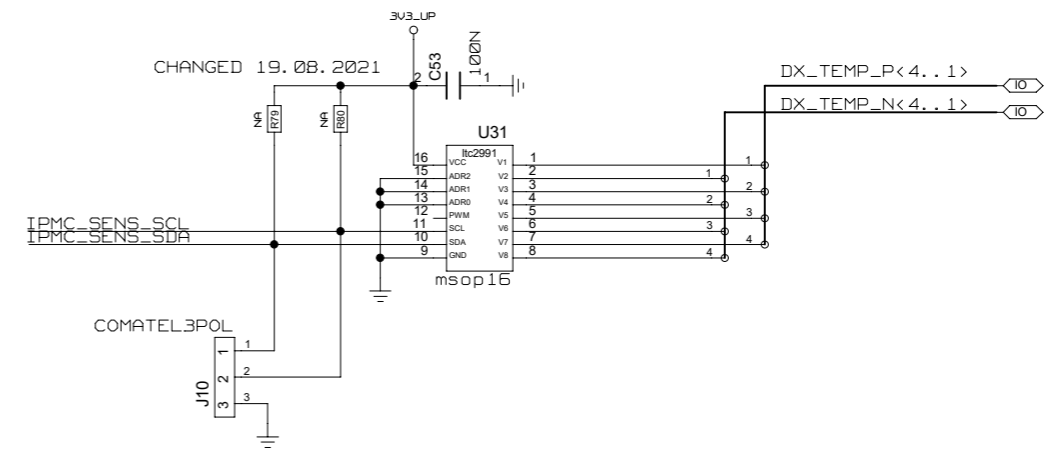 3V3_UP
CHANGED 19.08.2021
2 C53 100N 1
DX_TEMP_P<4..1> IO
DX_TEMP_N<4..1> IO
NA R79 NA R80
U31
ltc2991
16 VCC V1 1 1
15 ADR2 V2 2 1
14 ADR1 V3 3 2
13 ADR0 V4 4 2
12 PWM V5 5 3
IPMC_SENS_SCL 11 SCL V6 6 3
IPMC_SENS_SDA 10 SDA V7 7 4
9 GND V8 8 4
msop16
COMATEL3POL
1 1
2 2
3 3
J10